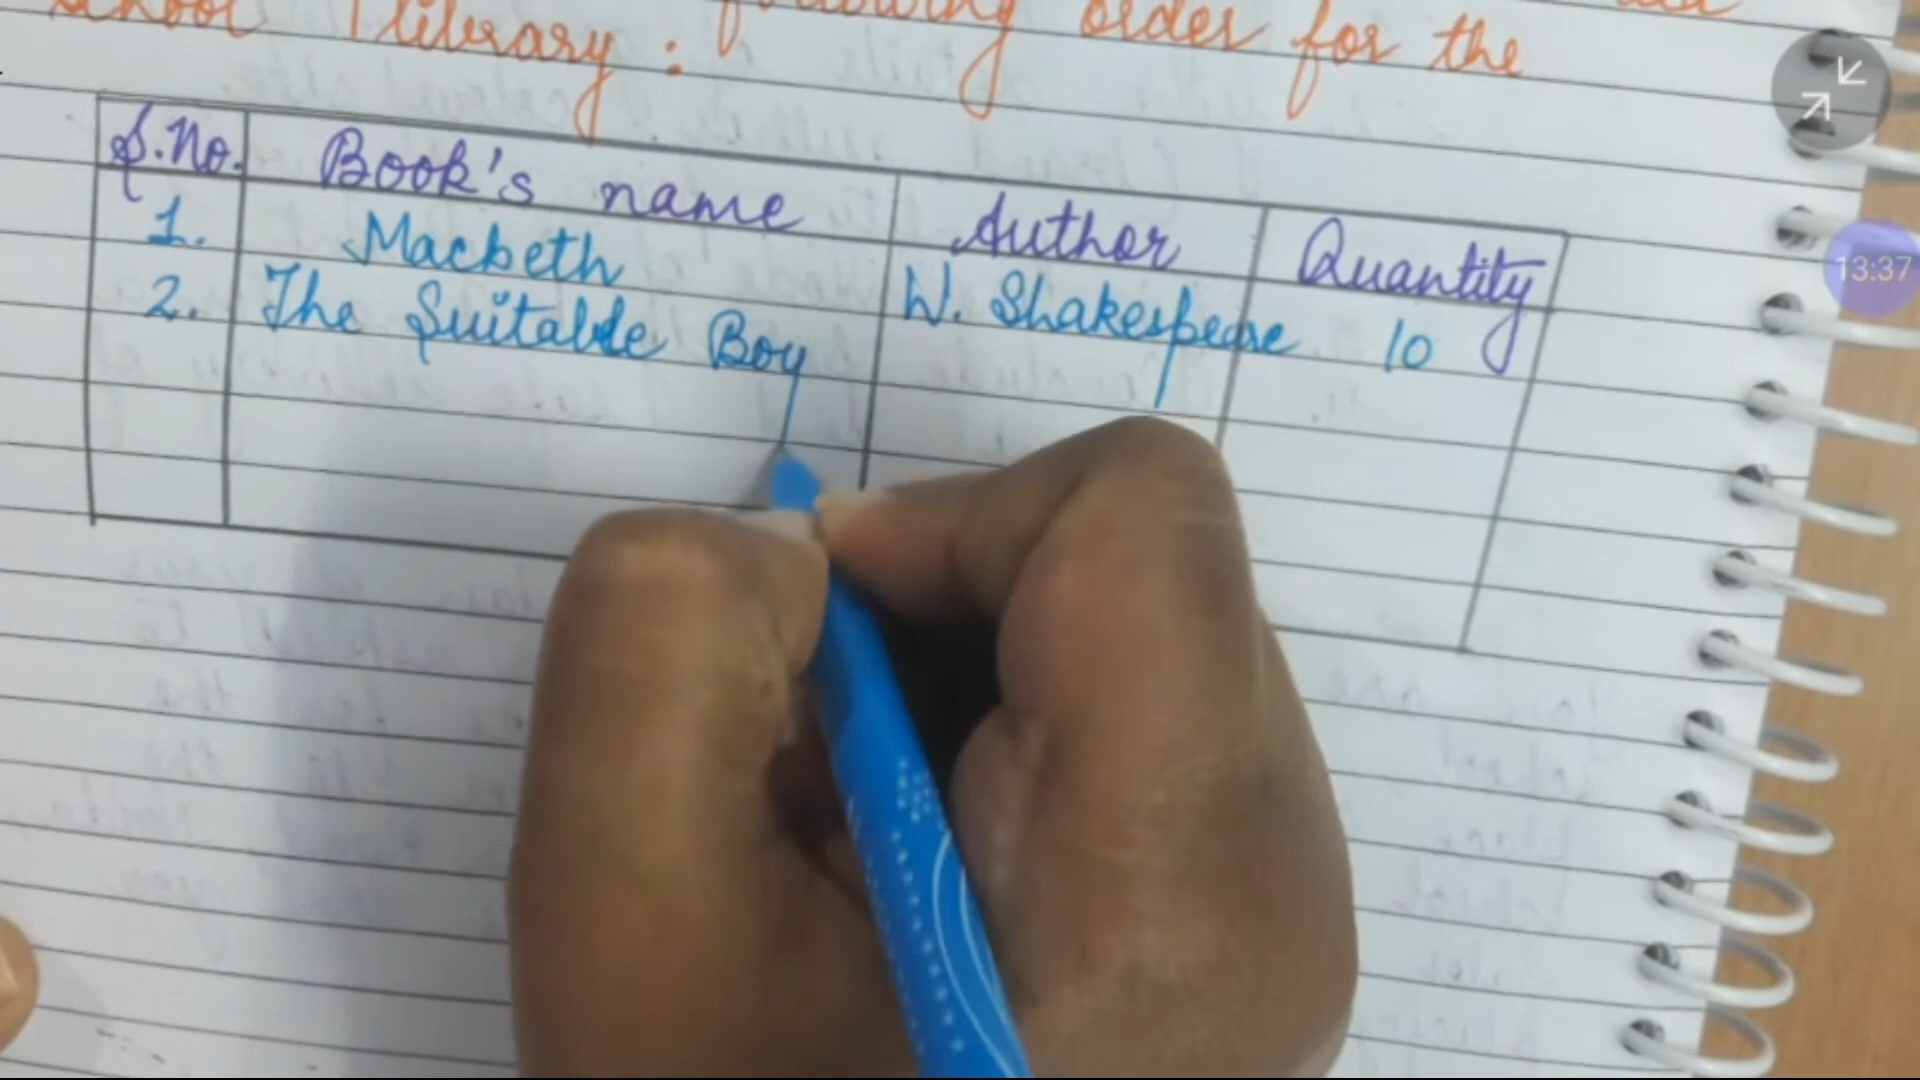 school library: following order for the
S.No. Book's name Author Quantity
1. Macbeth W. Shakespeare 10
2. The Suitable Boy
13:37